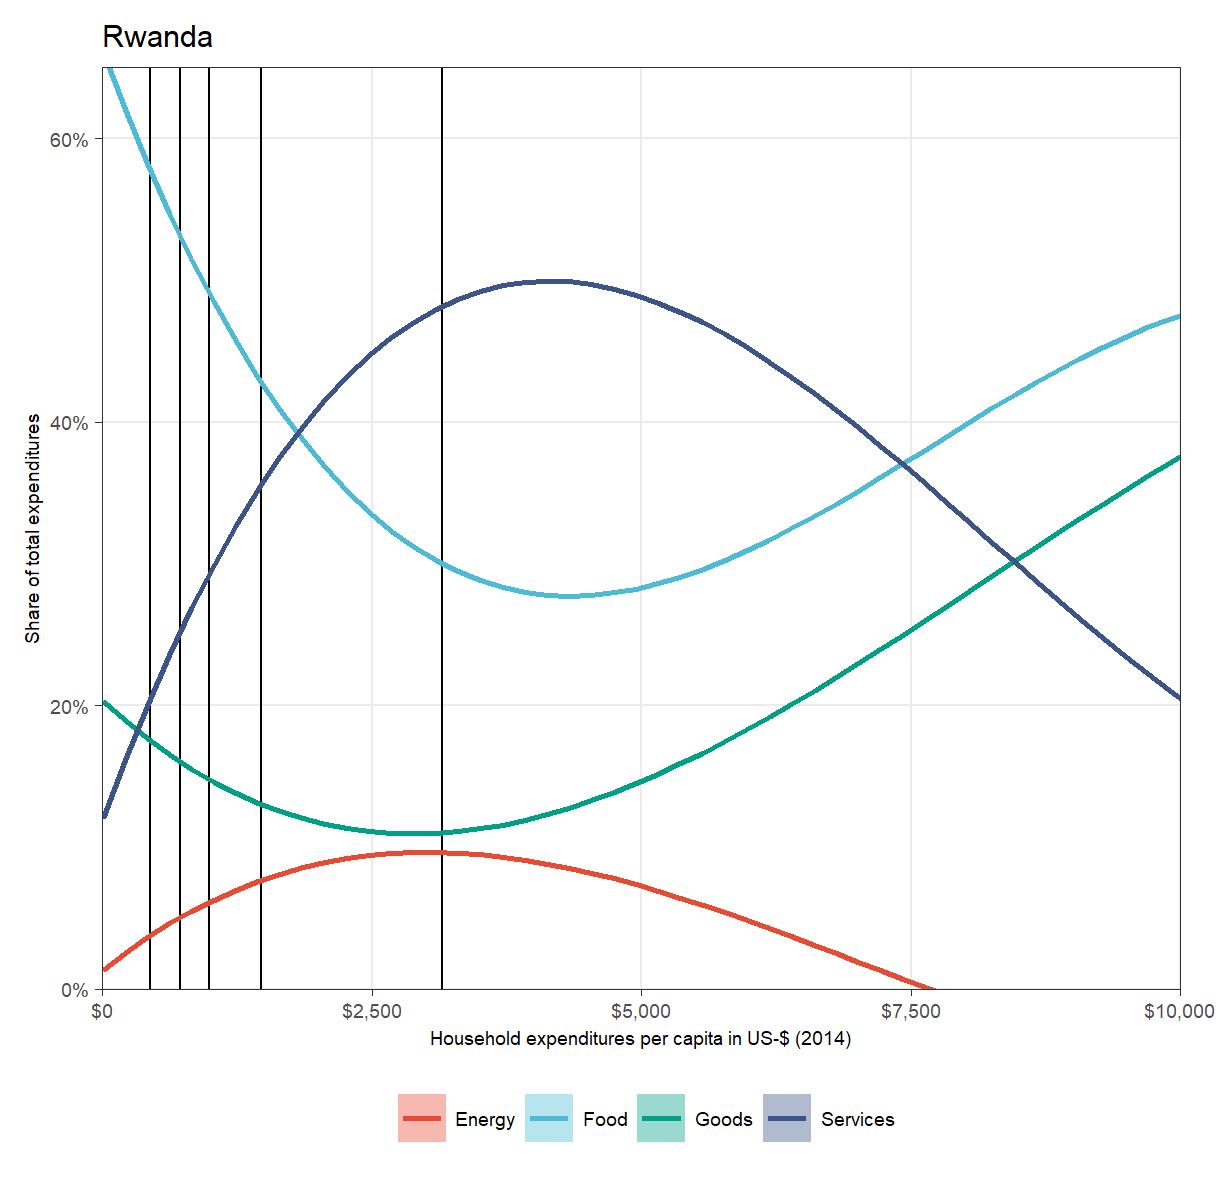 Rwanda
60%
40%
20%
0%
Share of total expenditures
$0 $2,500 $5,000 $7,500 $10,000
Household expenditures per capita in US-$ (2014)
Energy Food Goods Services